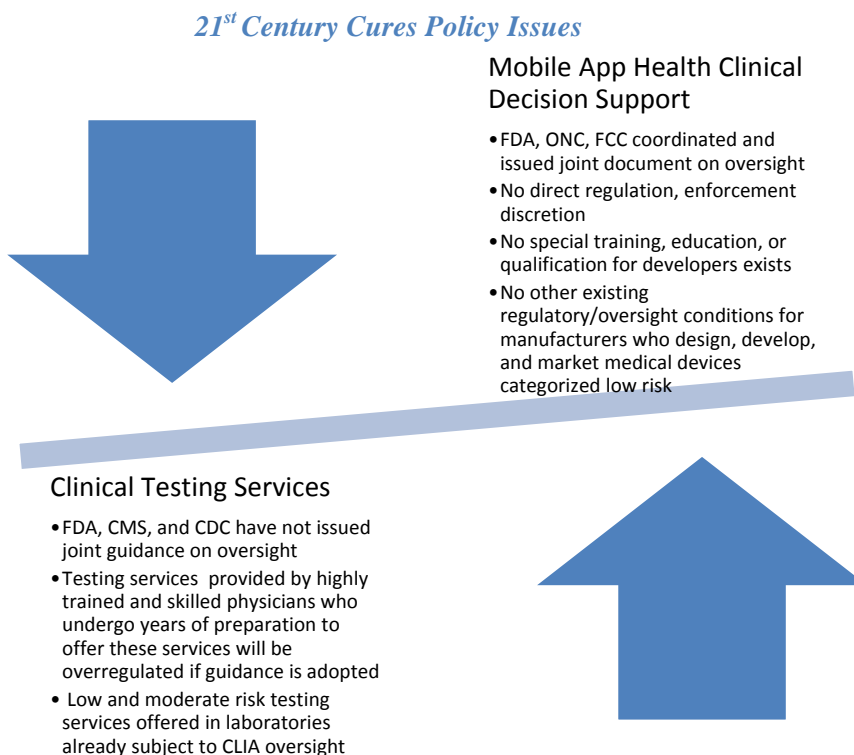 21st Century Cures Policy Issues
Mobile App Health Clinical
Decision Support
•FDA, ONC, FCC coordinated and
issued joint document on oversight
•No direct regulation, enforcement
discretion
•No special training, education, or
qualification for developers exists
•No other existing
regulatory/oversight conditions for
manufacturers who design, develop,
and market medical devices
categorized low risk
Clinical Testing Services
•FDA, CMS, and CDC have not issued
joint guidance on oversight
•Testing services provided by highly
trained and skilled physicians who
undergo years of preparation to
offer these services will be
overregulated if guidance is adopted
• Low and moderate risk testing
services offered in laboratories
already subject to CLIA oversight